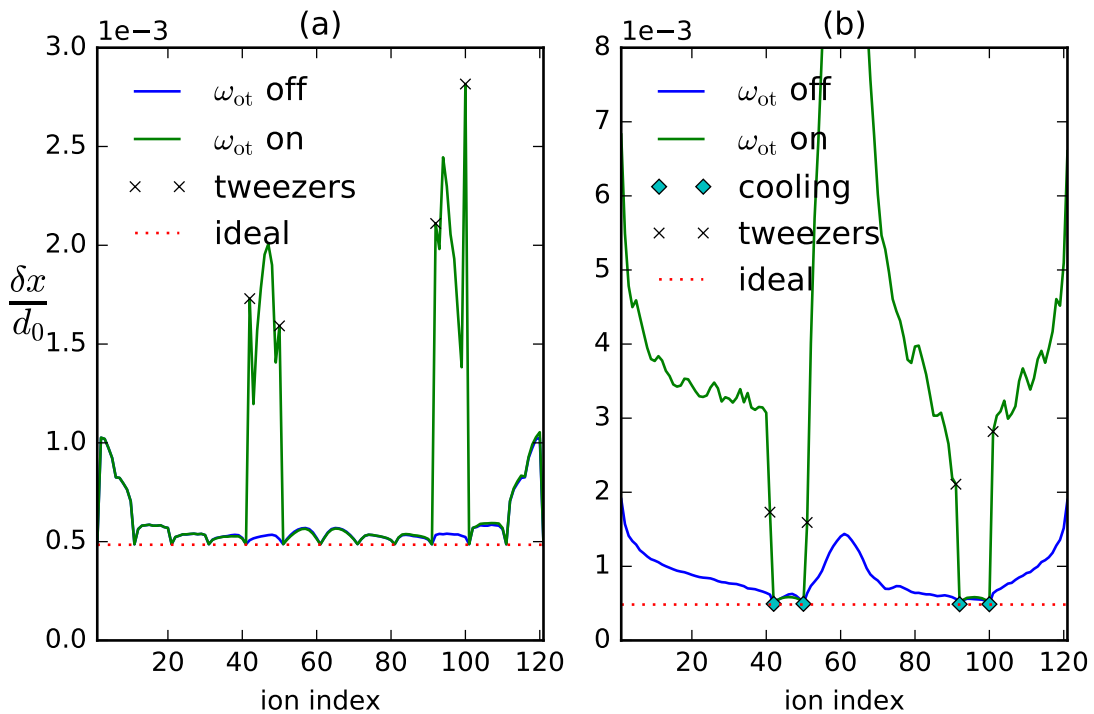 (a)
1e−3
3.0
2.5
2.0
1.5
1.0
0.5
0.0
δx
d₀
ω_ot off
ω_ot on
tweezers
ideal
20 40 60 80 100 120
ion index
(b)
1e−3
8
7
6
5
4
3
2
1
0
ω_ot off
ω_ot on
cooling
tweezers
ideal
20 40 60 80 100 120
ion index